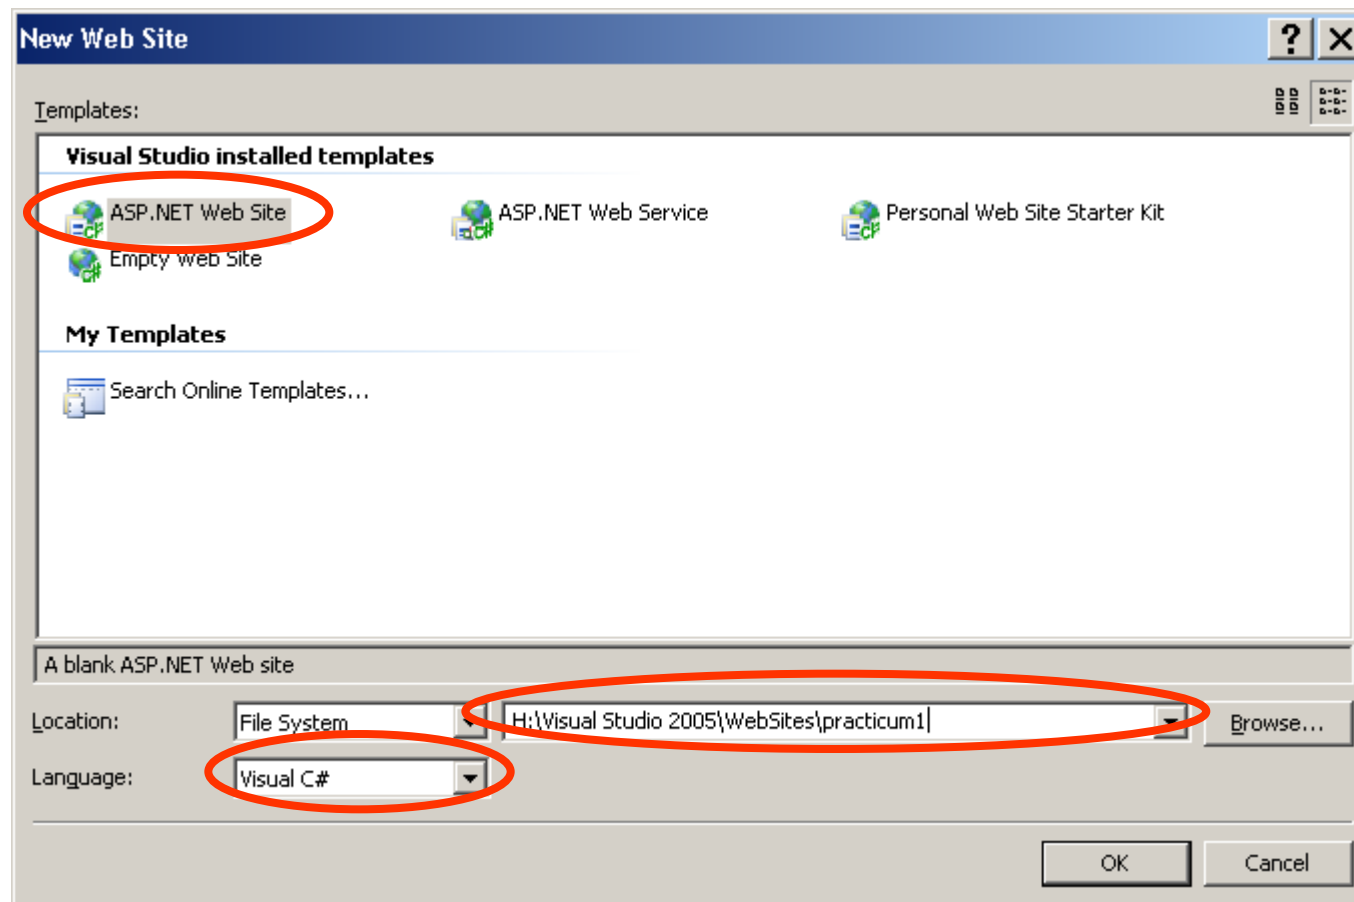 New Web Site
Templates:
Visual Studio installed templates
ASP.NET Web Site
ASP.NET Web Service
Personal Web Site Starter Kit
Empty Web Site
My Templates
Search Online Templates...
A blank ASP.NET Web site
Location:
File System
H:\Visual Studio 2005\WebSites\practicum1
Browse...
Language:
Visual C#
OK
Cancel